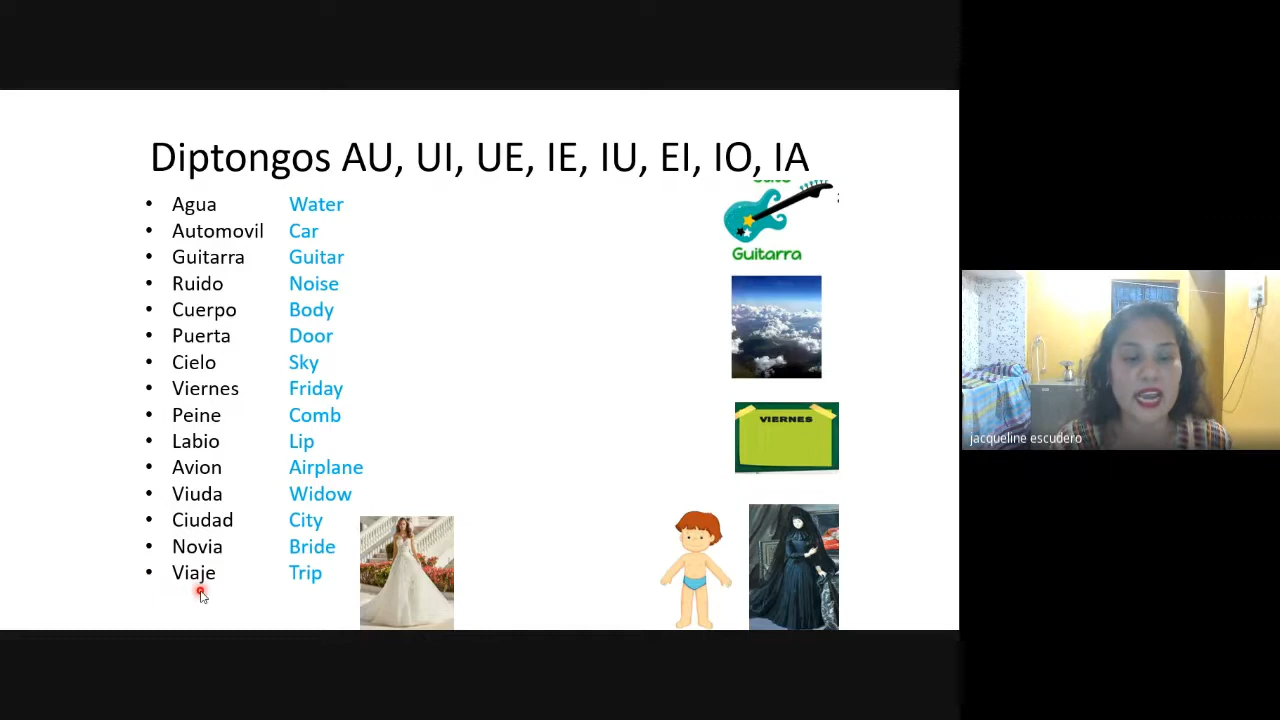 Diptongos AU, UI, UE, IE, IU, EI, IO, IA
• Agua Water
• Automovil Car
• Guitarra Guitar
• Ruido Noise
• Cuerpo Body
• Puerta Door
• Cielo Sky
• Viernes Friday
• Peine Comb
• Labio Lip
• Avion Airplane
• Viuda Widow
• Ciudad City
• Novia Bride
• Viaje Trip
Guitarra
VIERNES
jacqueline escudero